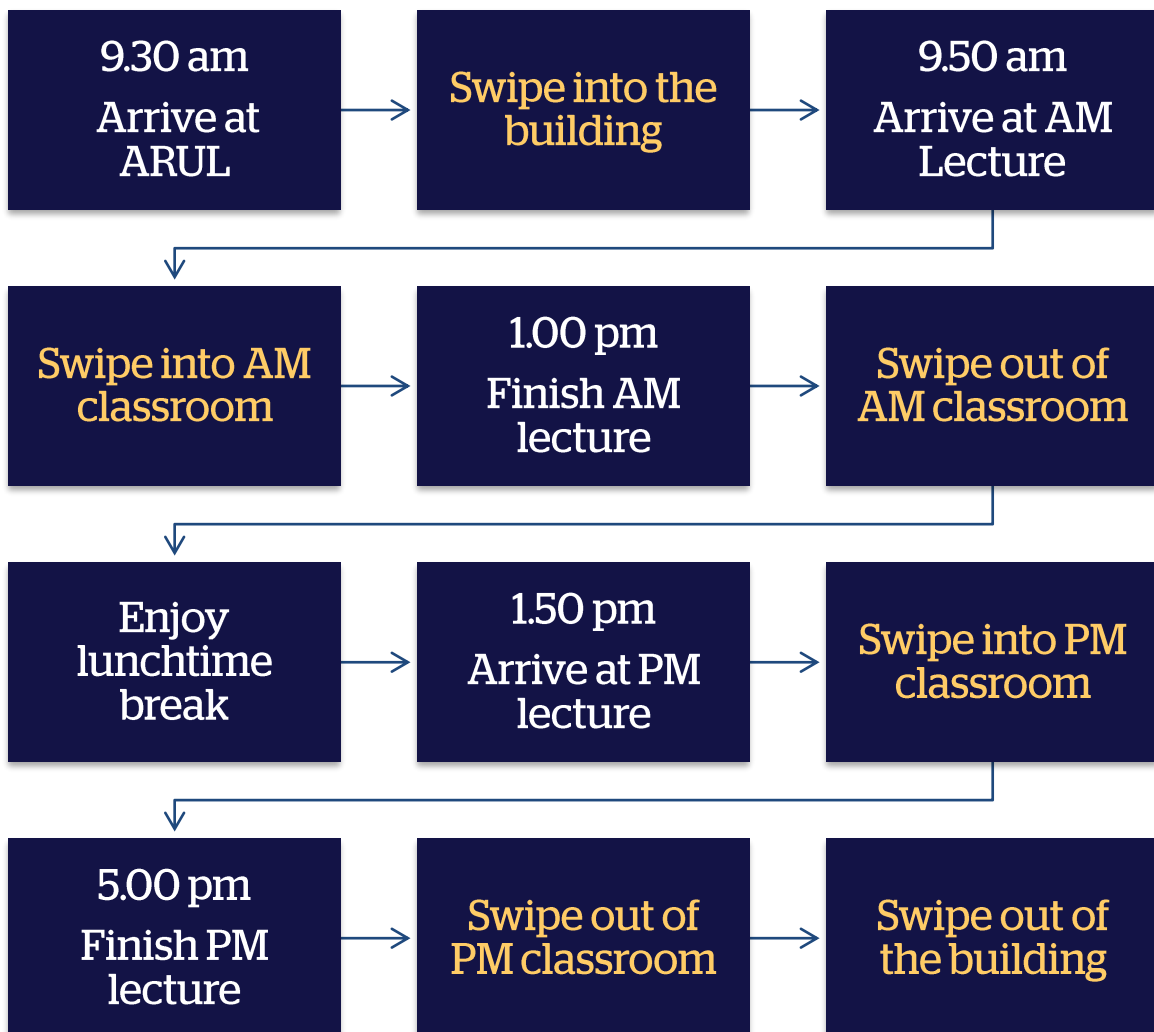 9.30 am
Arrive at
ARUL
Swipe into the
building
9.50 am
Arrive at AM
Lecture
Swipe into AM
classroom
1.00 pm
Finish AM
lecture
Swipe out of
AM classroom
Enjoy
lunchtime
break
1.50 pm
Arrive at PM
lecture
Swipe into PM
classroom
5.00 pm
Finish PM
lecture
Swipe out of
PM classroom
Swipe out of
the building